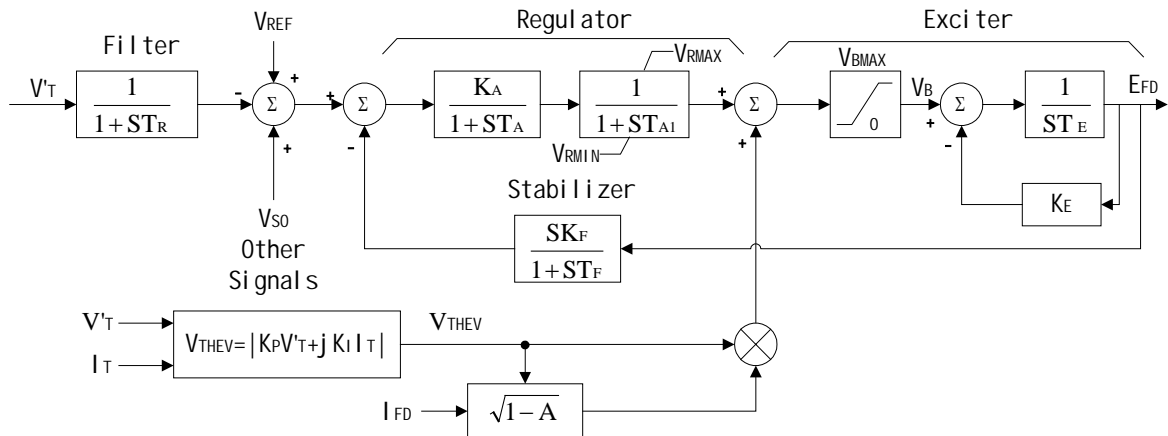 Regulator
Exciter
Filter
VREF
VRMAX
VBMAX
V'T
1
1+STR
-
+
+
Σ
+
Σ
-
KA
1+STA
1
1+STA1
VRMIN
+
Σ
+
0
VB
+
Σ
-
1
STE
EFD
KE
VSO
Other
Signals
Stabilizer
SKF
1+STF
V'T
IT
VTHEV=|KPV'T+jKIIT|
VTHEV
IFD
√1-A